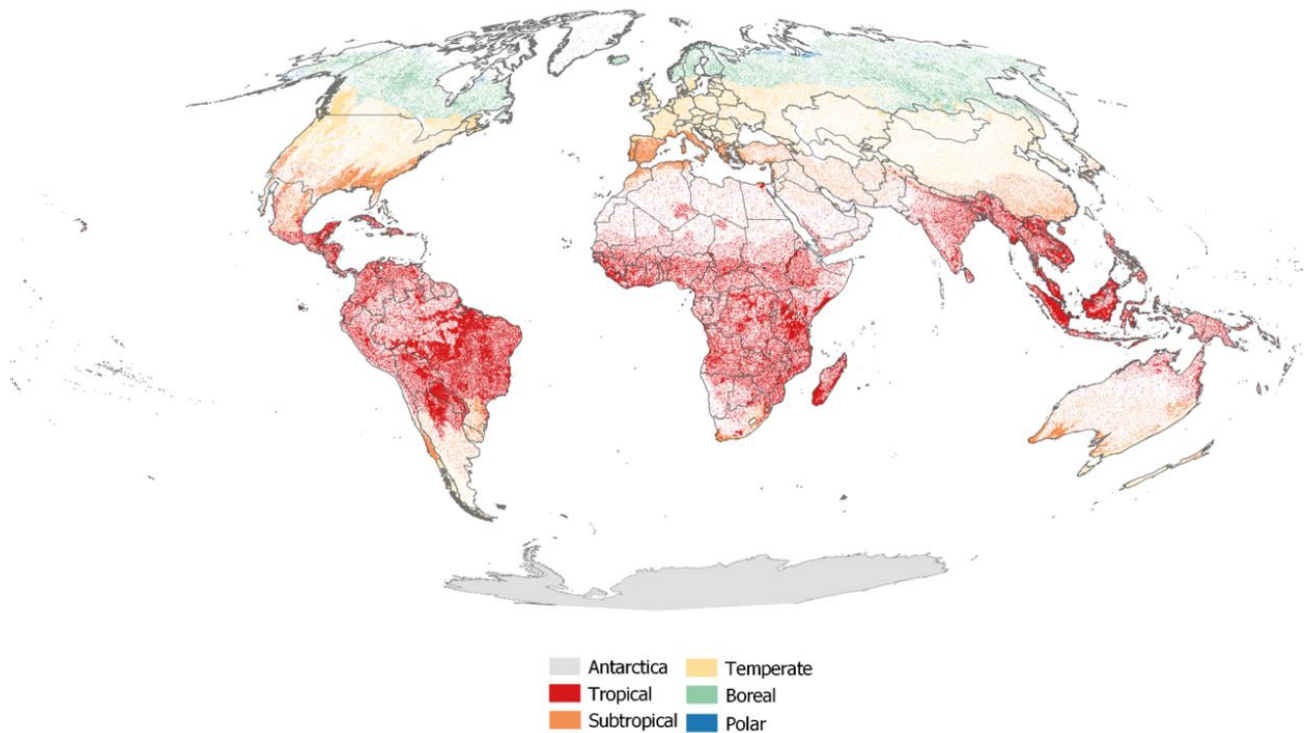 Antarctica
Tropical
Subtropical
Temperate
Boreal
Polar